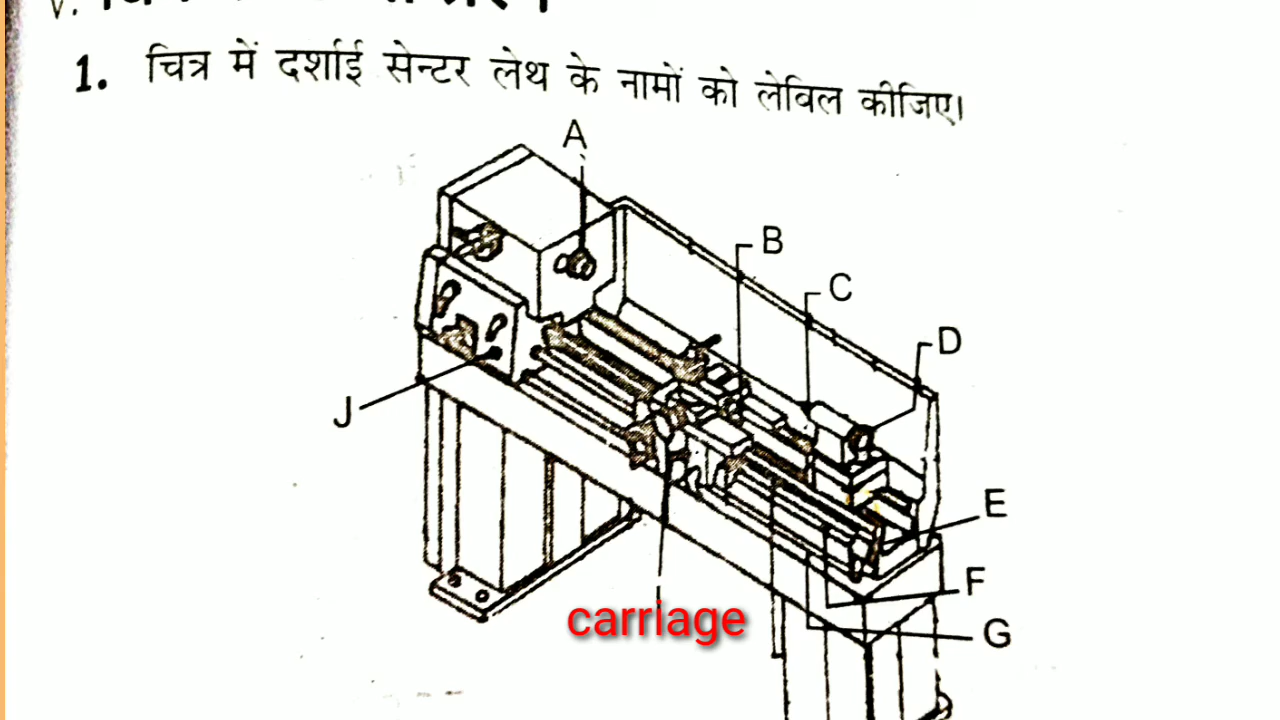 V.
1. चित्र में दर्शाई सेन्टर लेथ के नामों को लेविल कीजिए।
A
B
C
D
J
E
F
carriage
G